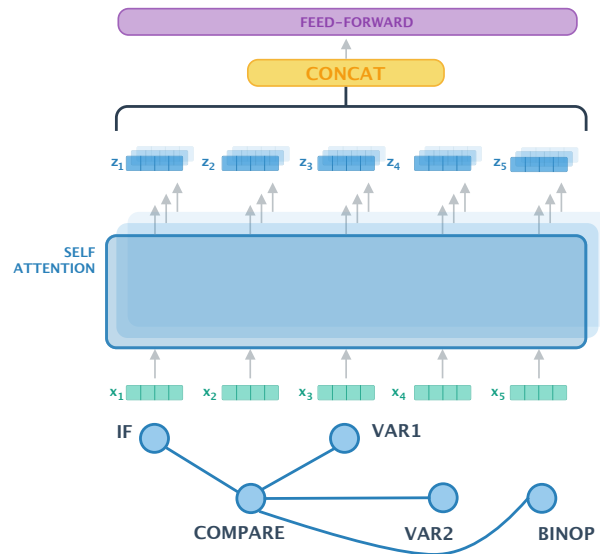 FEED-FORWARD
CONCAT
z1 z2 z3 z4 z5
SELF
ATTENTION
x1 x2 x3 x4 x5
IF
VAR1
COMPARE
VAR2
BINOP